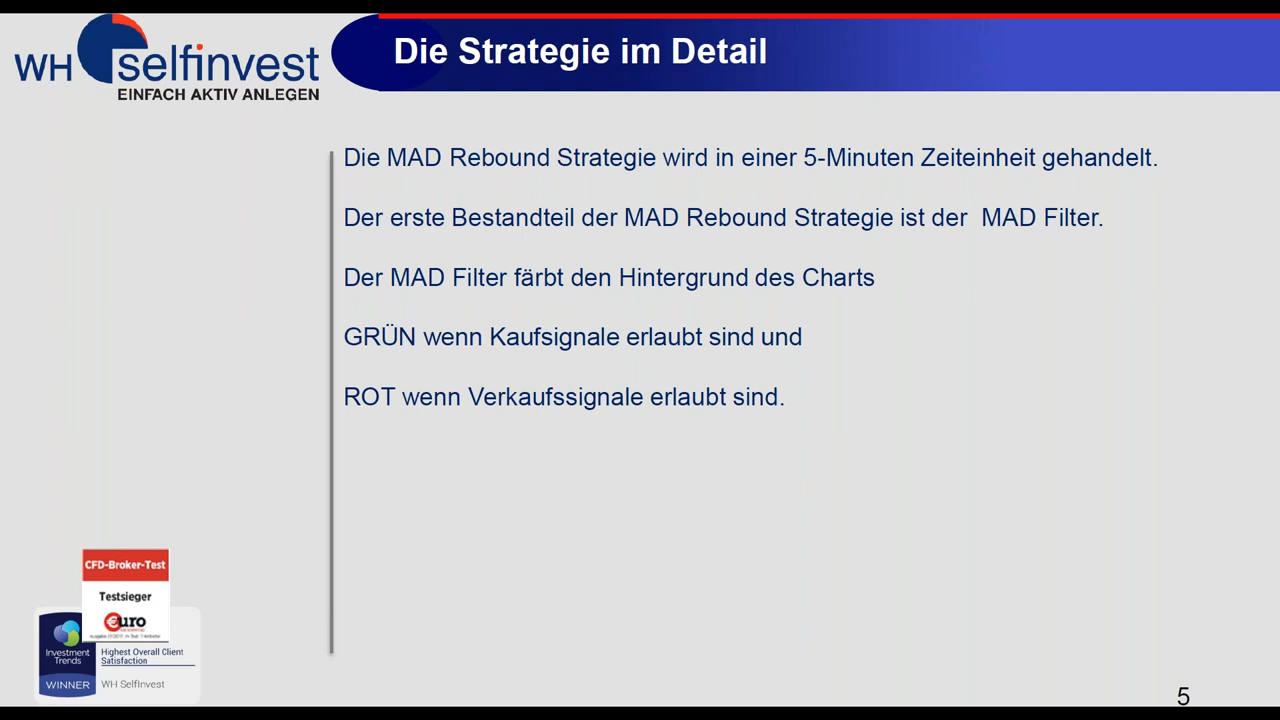 WH selfinvest
EINFACH AKTIV ANLEGEN
Die Strategie im Detail
Die MAD Rebound Strategie wird in einer 5-Minuten Zeiteinheit gehandelt.
Der erste Bestandteil der MAD Rebound Strategie ist der  MAD Filter.
Der MAD Filter färbt den Hintergrund des Charts
GRÜN wenn Kaufsignale erlaubt sind und
ROT wenn Verkaufssignale erlaubt sind.
CFD-Broker-Test
Testsieger
€uro
Investment
Trends
WINNER
Highest Overall Client
Satisfaction
WH SelfInvest
5